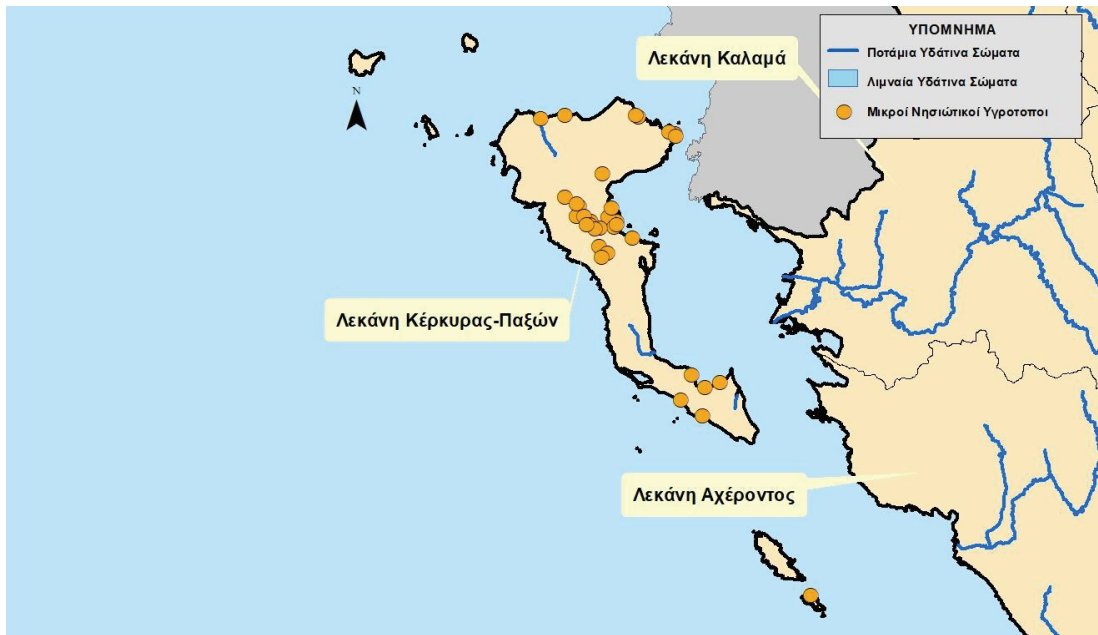 ΥΠΟΜΝΗΜΑ
Ποτάμια Υδάτινα Σώματα
Λιμναία Υδάτινα Σώματα
Μικροί Νησιώτικοί Υγροτοποι
Λεκάνη Καλαμά
N
Λεκάνη Κέρκυρας-Παξών
Λεκάνη Αχέροντος